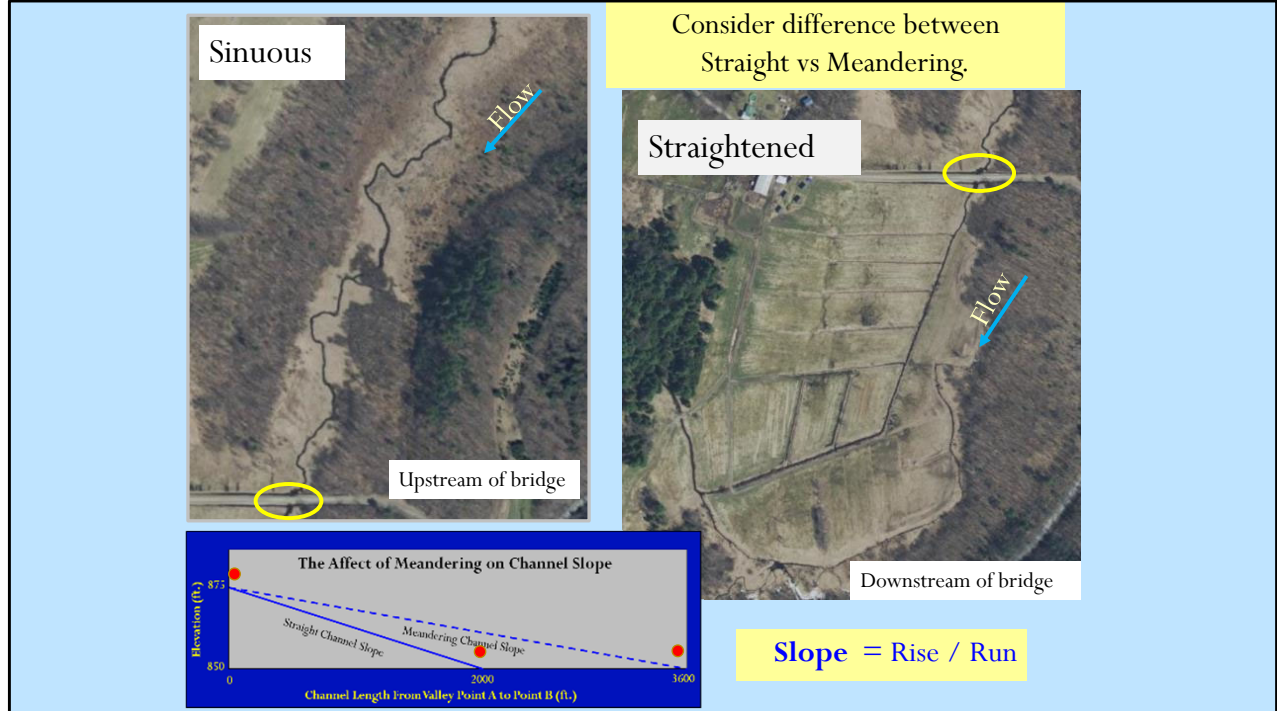 Sinuous
Flow
Upstream of bridge
Consider difference between
Straight vs Meandering.
Straightened
Flow
Downstream of bridge
The Affect of Meandering on Channel Slope
Elevation (ft.)
875
850
Straight Channel Slope
Meandering Channel Slope
0
2000
3600
Channel Length From Valley Point A to Point B (ft.)
Slope = Rise / Run